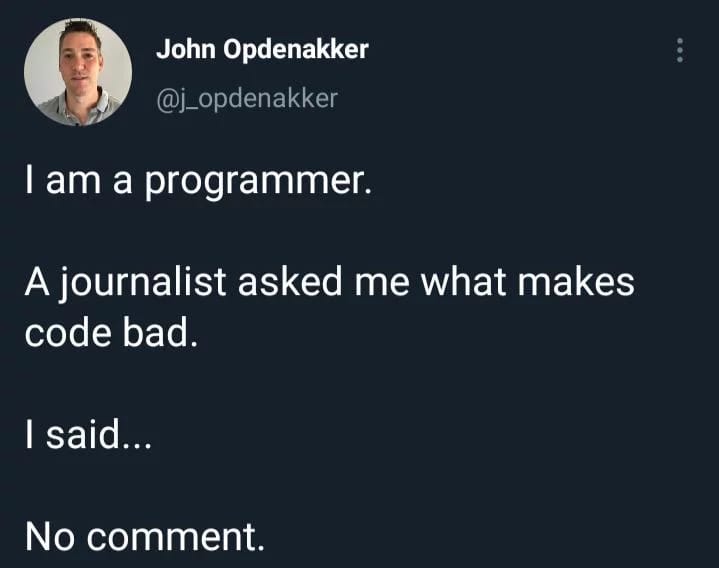 John Opdenakker
@j_opdenakker
I am a programmer.
A journalist asked me what makes
code bad.
I said...
No comment.